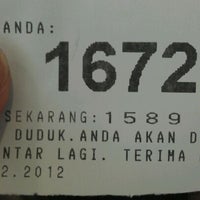 ANDA:
1672
SEKARANG:1589
DUDUK.ANDA AKAN D
NTAR LAGI. TERIMA
2.2012